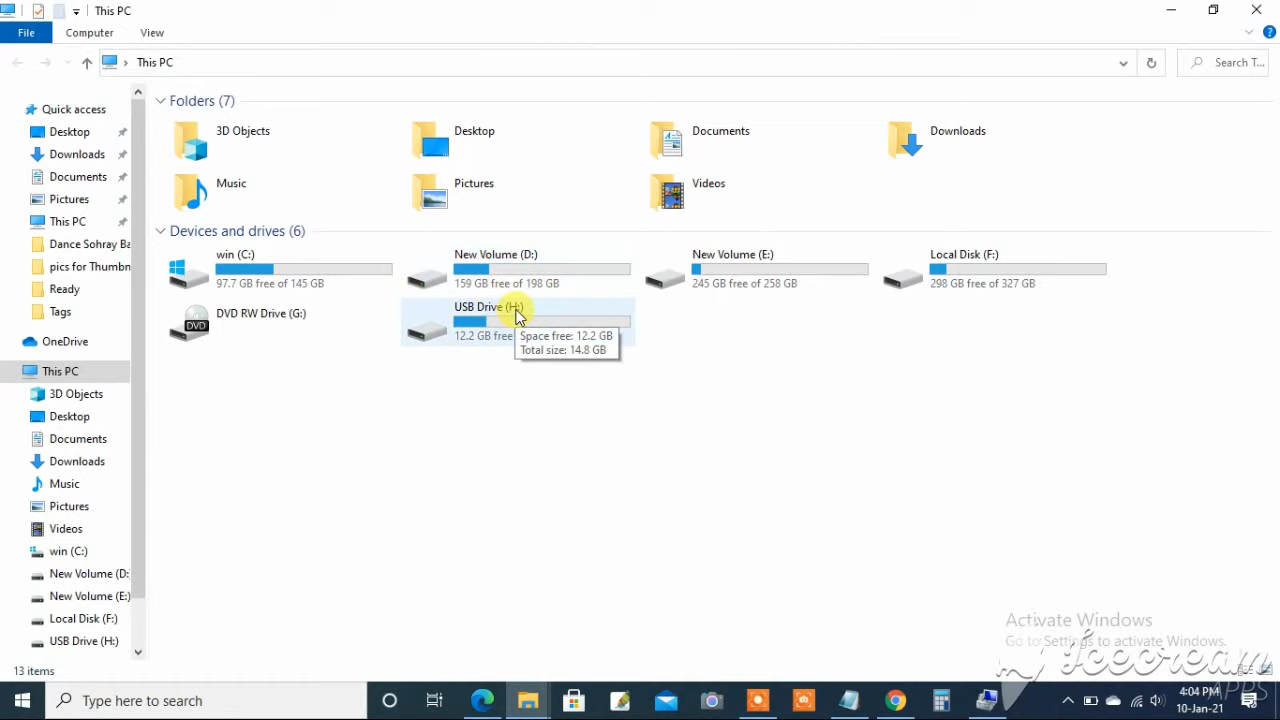 This PC
File
Computer
View
This PC
Search T...
Quick access
Desktop
Downloads
Documents
Pictures
This PC
Dance Sohray Ba
pics for Thumbn
Ready
Tags
OneDrive
This PC
3D Objects
Desktop
Documents
Downloads
Music
Pictures
Videos
win (C:)
New Volume (D:
New Volume (E:)
Local Disk (F:)
USB Drive (H:)
Folders (7)
3D Objects
Desktop
Documents
Downloads
Music
Pictures
Videos
Devices and drives (6)
win (C:)
97.7 GB free of 145 GB
New Volume (D:)
159 GB free of 198 GB
New Volume (E:)
245 GB free of 258 GB
Local Disk (F:)
298 GB free of 327 GB
DVD RW Drive (G:)
DVD
USB Drive (H:)
12.2 GB free
Space free: 12.2 GB
Total size: 14.8 GB
Activate Windows
Go to Settings to activate Windows.
Icecream
APPS
13 items
Type here to search
4:04 PM
10-Jan-21